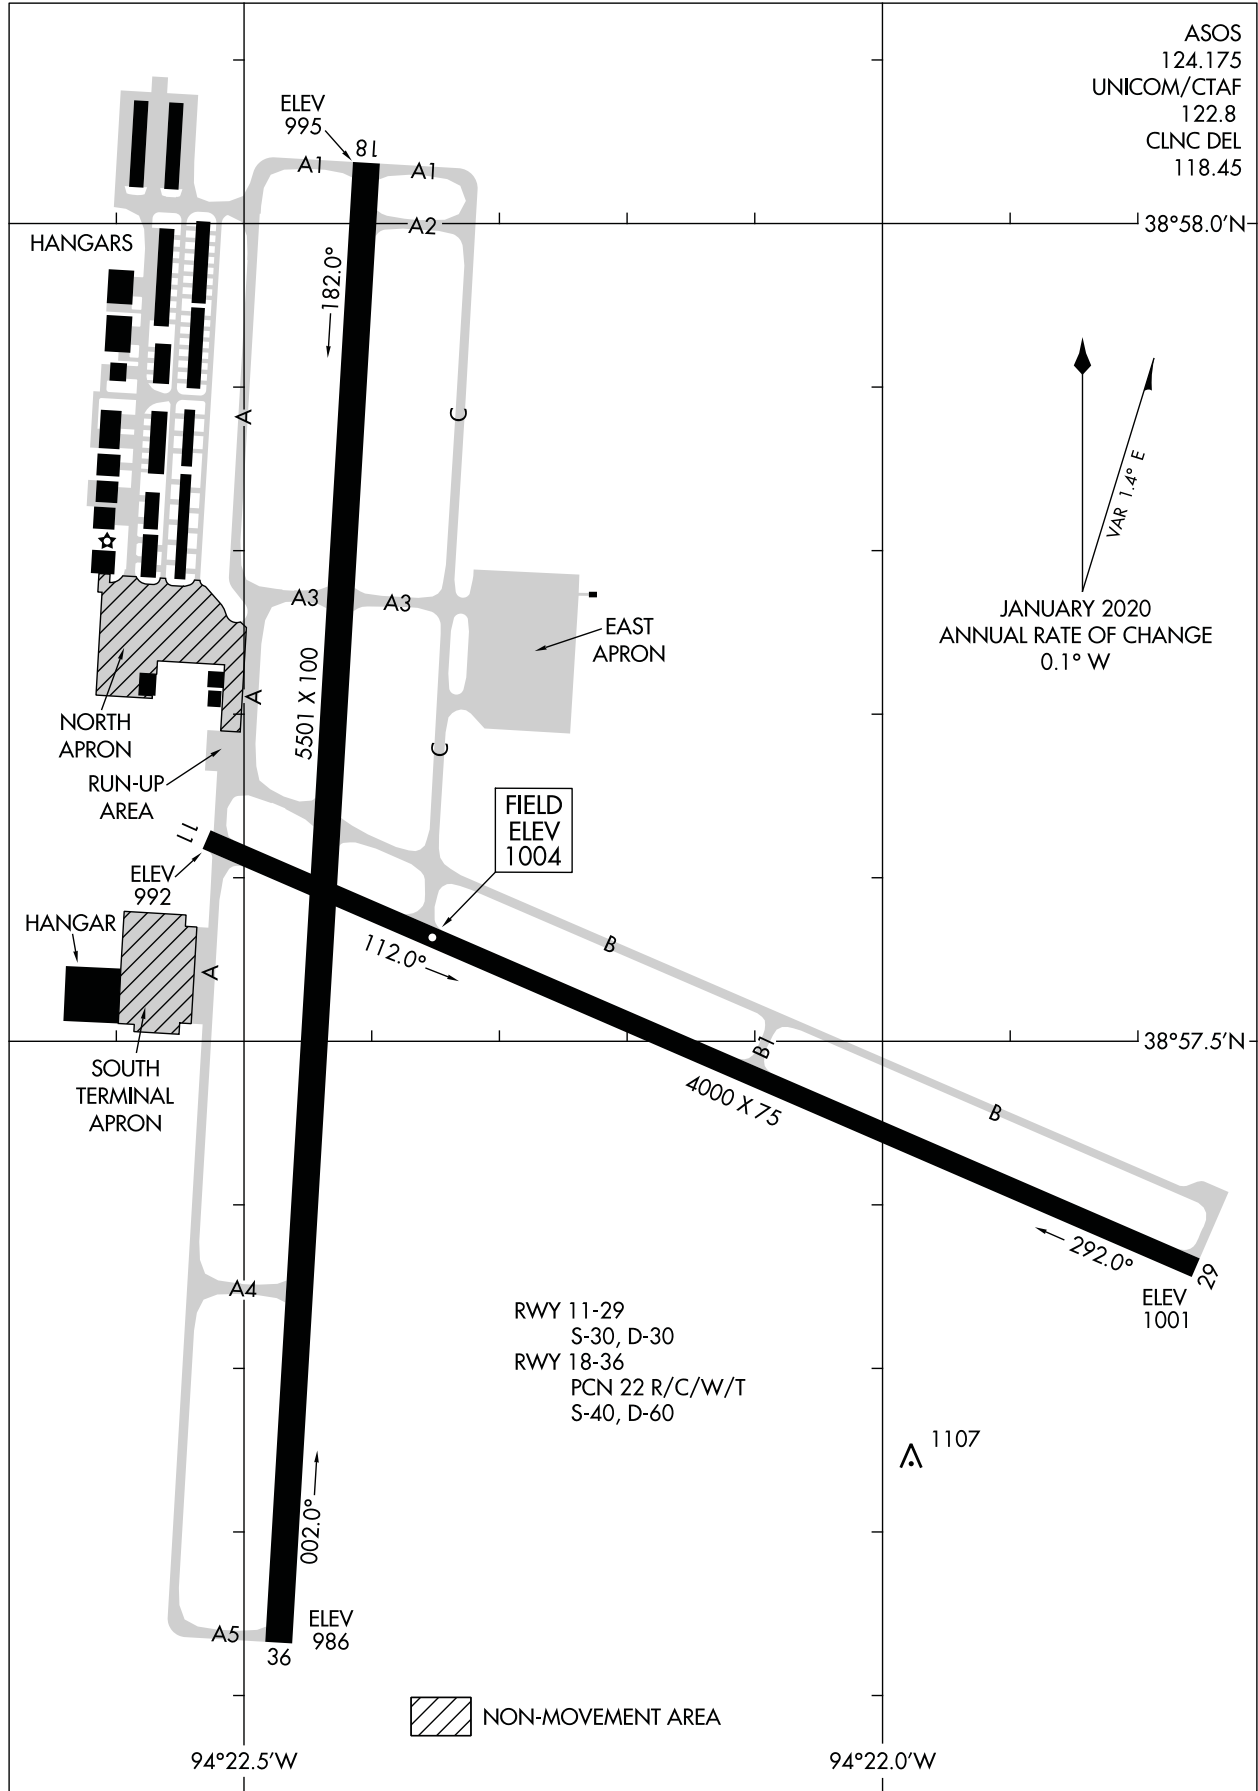 ASOS
124.175
UNICOM/CTAF
122.8
CLNC DEL
118.45
ELEV
995
18
A1
A1
A2
38°58.0'N
HANGARS
182.0°
A
C
VAR 1.4° E
JANUARY 2020
ANNUAL RATE OF CHANGE
0.1° W
A3
A3
EAST
APRON
5501 X 100
A
C
NORTH
APRON
RUN-UP
AREA
FIELD
ELEV
1004
11
ELEV
992
HANGAR
A
112.0°
B
38°57.5'N
B1
SOUTH
TERMINAL
APRON
4000 X 75
B
292.0°
29
ELEV
1001
A4
RWY 11-29
S-30, D-30
RWY 18-36
PCN 22 R/C/W/T
S-40, D-60
1107
002.0°
A5
ELEV
986
36
NON-MOVEMENT AREA
94°22.5'W
94°22.0'W